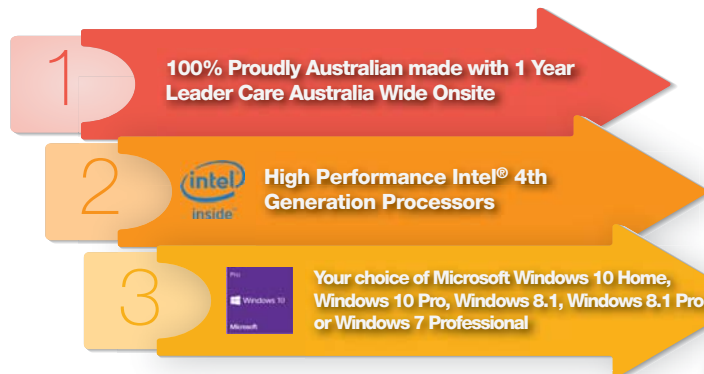 1
100% Proudly Australian made with 1 Year
Leader Care Australia Wide Onsite
2
intel
inside™
High Performance Intel® 4th
Generation Processors
3
Pro
Windows 10
Microsoft
Your choice of Microsoft Windows 10 Home,
Windows 10 Pro, Windows 8.1, Windows 8.1 Pro
or Windows 7 Professional